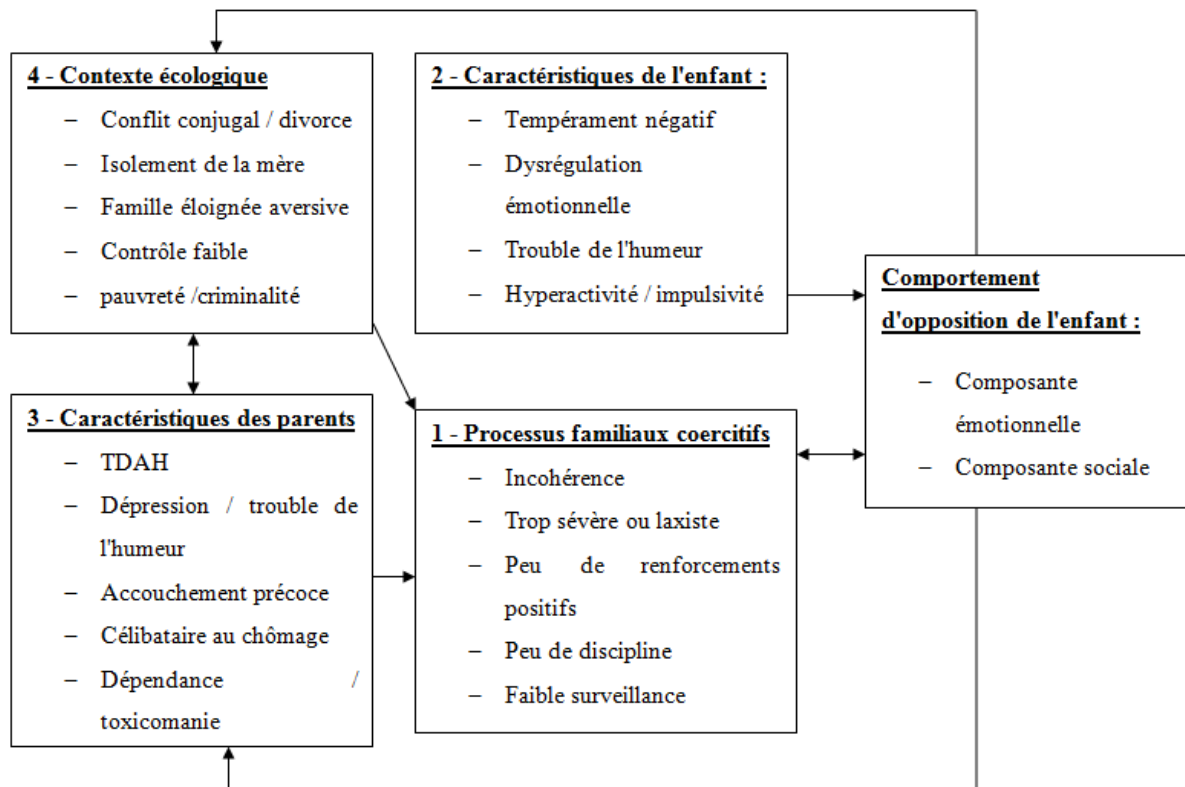 4 - Contexte écologique
– Conflit conjugal / divorce
– Isolement de la mère
– Famille éloignée aversive
– Contrôle faible
– pauvreté /criminalité
2 - Caractéristiques de l'enfant :
– Tempérament négatif
– Dysrégulation
émotionnelle
– Trouble de l'humeur
– Hyperactivité / impulsivité
Comportement
d'opposition de l'enfant :
– Composante
émotionnelle
– Composante sociale
3 - Caractéristiques des parents
– TDAH
– Dépression / trouble de
l'humeur
– Accouchement précoce
– Célibataire au chômage
– Dépendance /
toxicomanie
1 - Processus familiaux coercitifs
– Incohérence
– Trop sévère ou laxiste
– Peu de renforcements
positifs
– Peu de discipline
– Faible surveillance